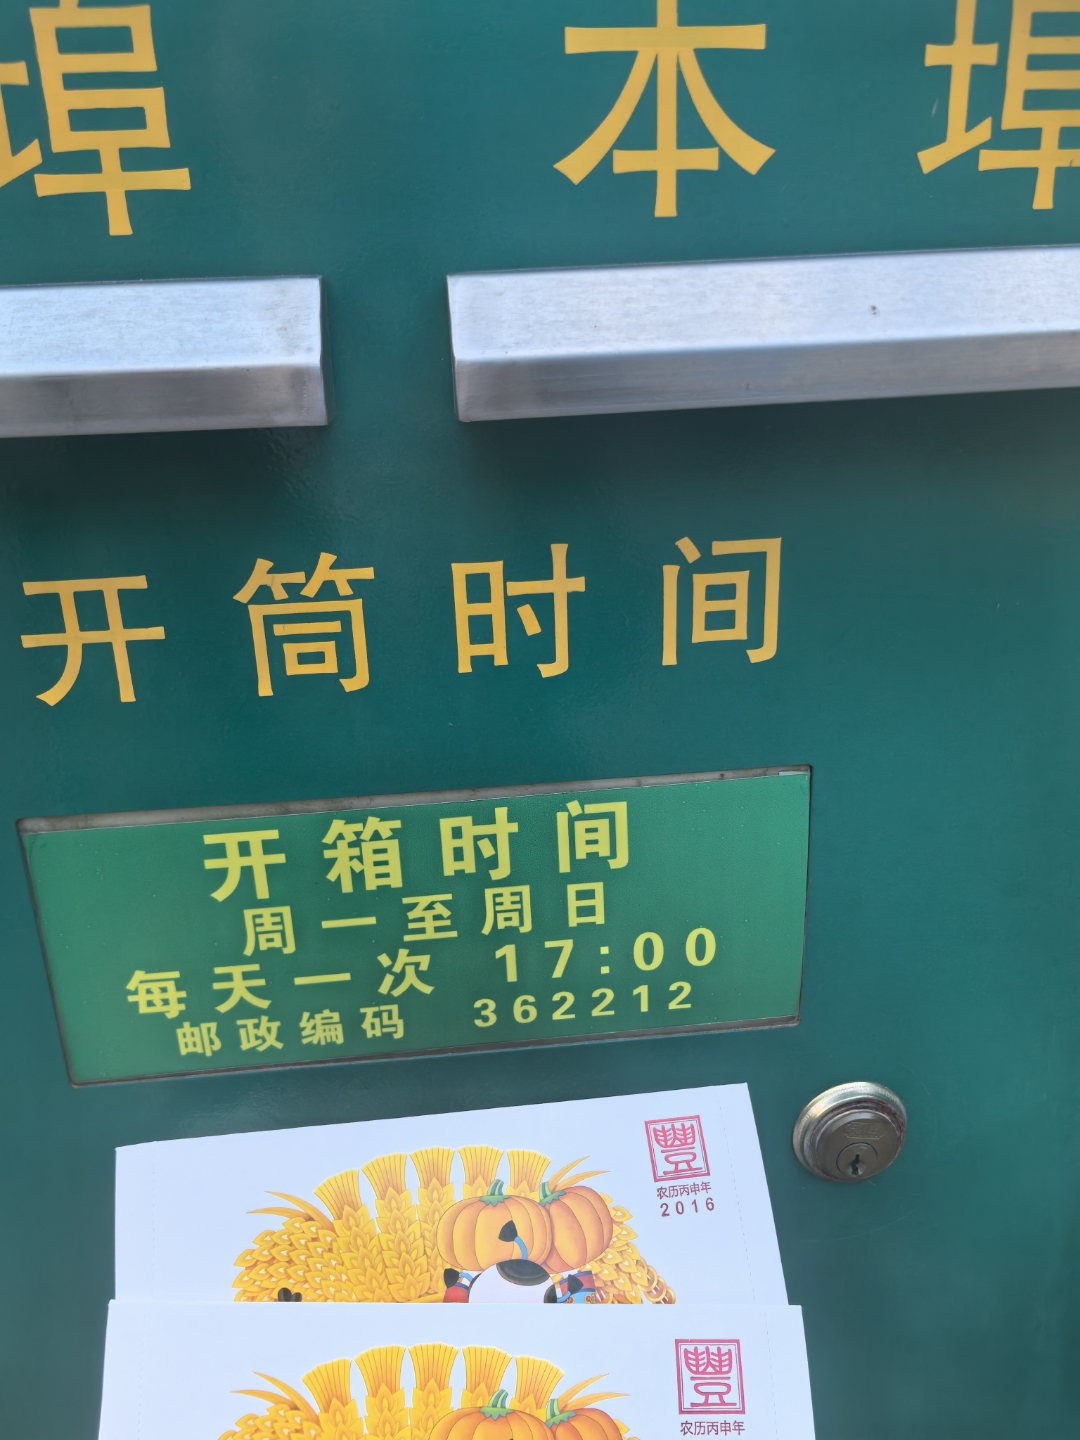 埠 本埠
开筒时间
开箱时间
周一至周日
每天一次 17:00
邮政编码 362212
豐
农历丙申年
2016
豐
农历丙申年